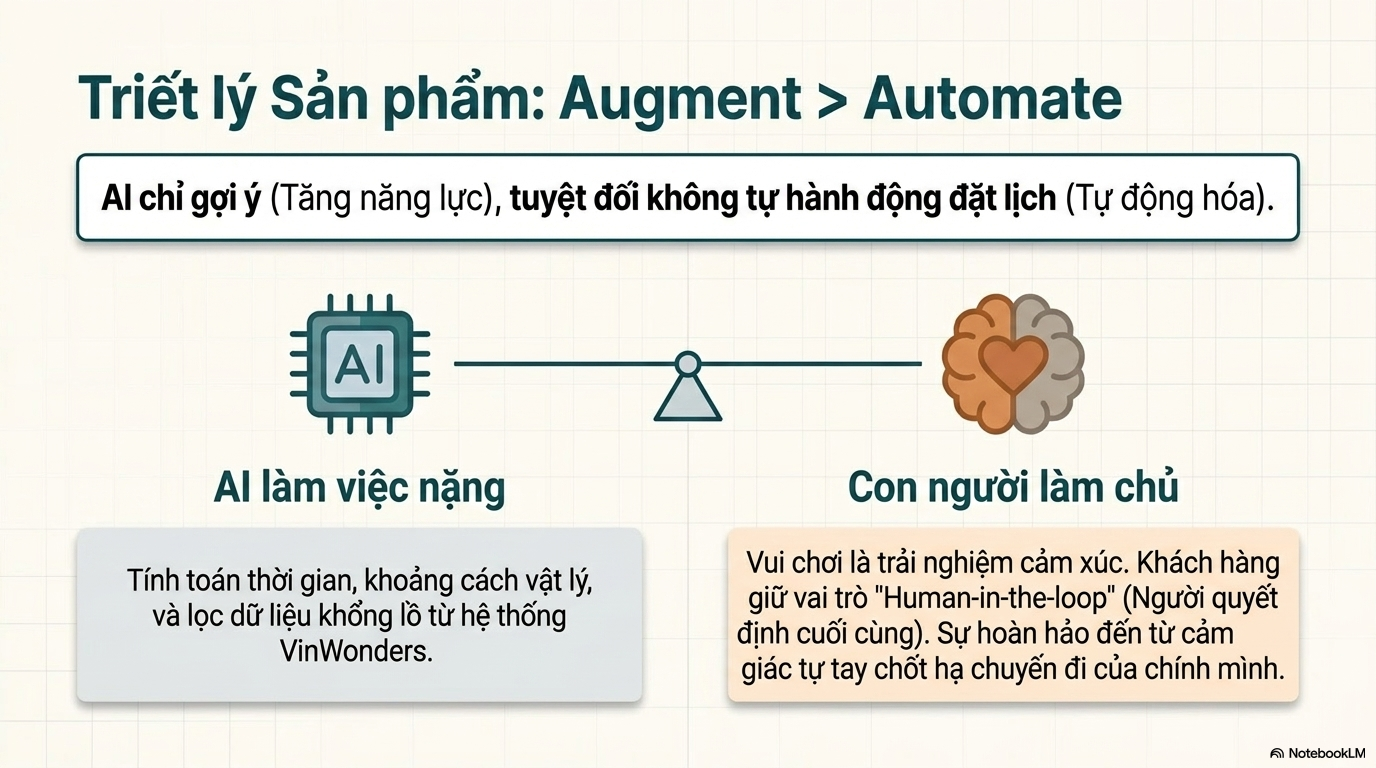 Triết lý Sản phẩm: Augment > Automate
AI chỉ gợi ý (Tăng năng lực), tuyệt đối không tự hành động đặt lịch (Tự động hóa).
AI
AI làm việc nặng
Tính toán thời gian, khoảng cách vật lý,
và lọc dữ liệu khổng lồ từ hệ thống
VinWonders.
Con người làm chủ
Vui chơi là trải nghiệm cảm xúc. Khách hàng
giữ vai trò "Human-in-the-loop" (Người quyết
định cuối cùng). Sự hoàn hảo đến từ cảm
giác tự tay chốt hạ chuyến đi của chính mình.
NotebookLM